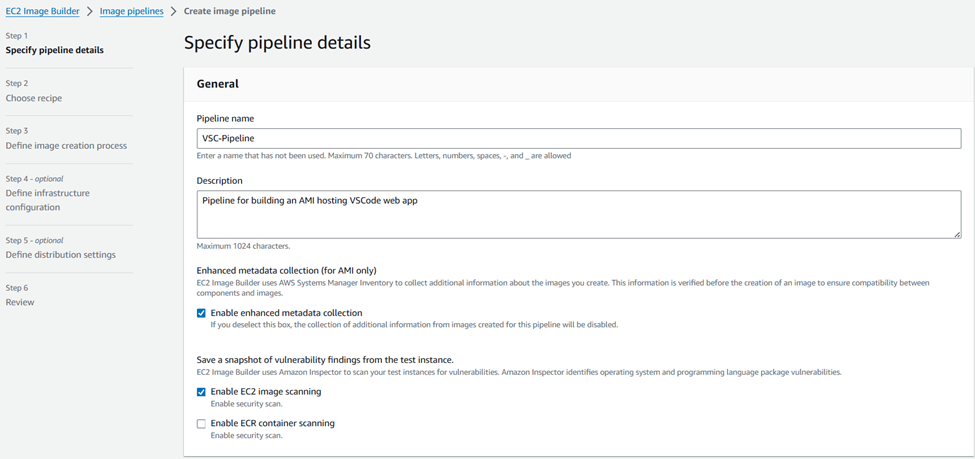 EC2 Image Builder > Image pipelines > Create image pipeline
Step 1
Specify pipeline details
Step 2
Choose recipe
Step 3
Define image creation process
Step 4 - optional
Define infrastructure
configuration
Step 5 - optional
Define distribution settings
Step 6
Review
Specify pipeline details
General
Pipeline name
VSC-Pipeline
Enter a name that has not been used. Maximum 70 characters. Letters, numbers, spaces, -, and _ are allowed
Description
Pipeline for building an AMI hosting VSCode web app
Maximum 1024 characters.
Enhanced metadata collection (for AMI only)
EC2 Image Builder uses AWS Systems Manager Inventory to collect additional information about the images you create. This information is verified before the creation of an image to ensure compatibility between
components and images.
Enable enhanced metadata collection
If you deselect this box, the collection of additional information from images created for this pipeline will be disabled.
Save a snapshot of vulnerability findings from the test instance.
EC2 Image Builder uses Amazon Inspector to scan your test instances for vulnerabilities. Amazon Inspector identifies operating system and programming language package vulnerabilities.
Enable EC2 image scanning
Enable security scan.
Enable ECR container scanning
Enable security scan.